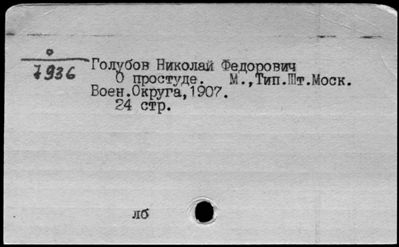 о
7936
Голубов Николай Федорович
О простуде. М.,Тип.Шт.Моск.
Воен.Округа,1907.
24 стр.
лб